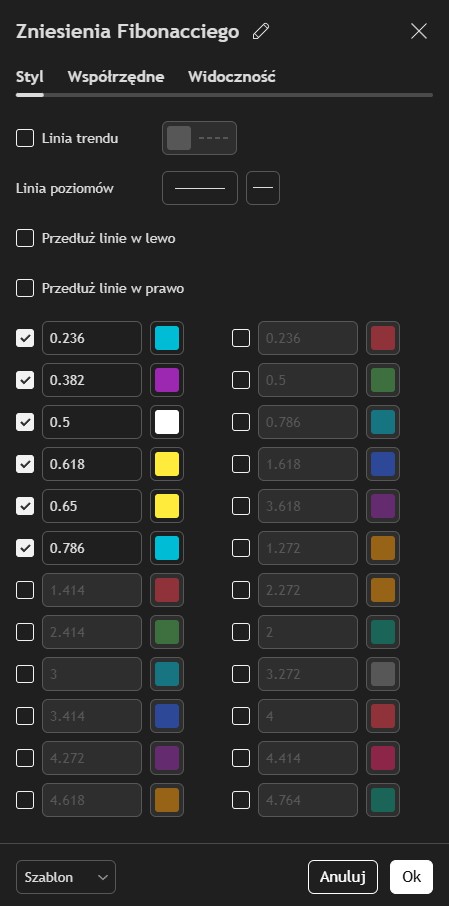 Zniesienia Fibonacciego
Styl Współrzędne Widoczność
Linia trendu
Linia poziomów
Przedłuż linie w lewo
Przedłuż linie w prawo
0.236 0.236
0.382 0.5
0.5 0.786
0.618 1.618
0.65 3.618
0.786 1.272
1.414 2.272
2.414 2
3 3.272
3.414 4
4.272 4.414
4.618 4.764
Szablon Anuluj Ok